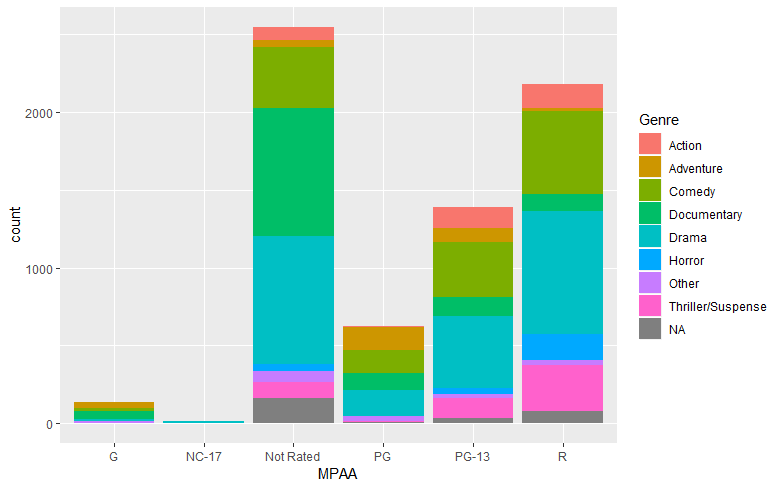 2000
1000
0
count
G NC-17 Not Rated PG PG-13 R
MPAA
Genre
Action
Adventure
Comedy
Documentary
Drama
Horror
Other
Thriller/Suspense
NA